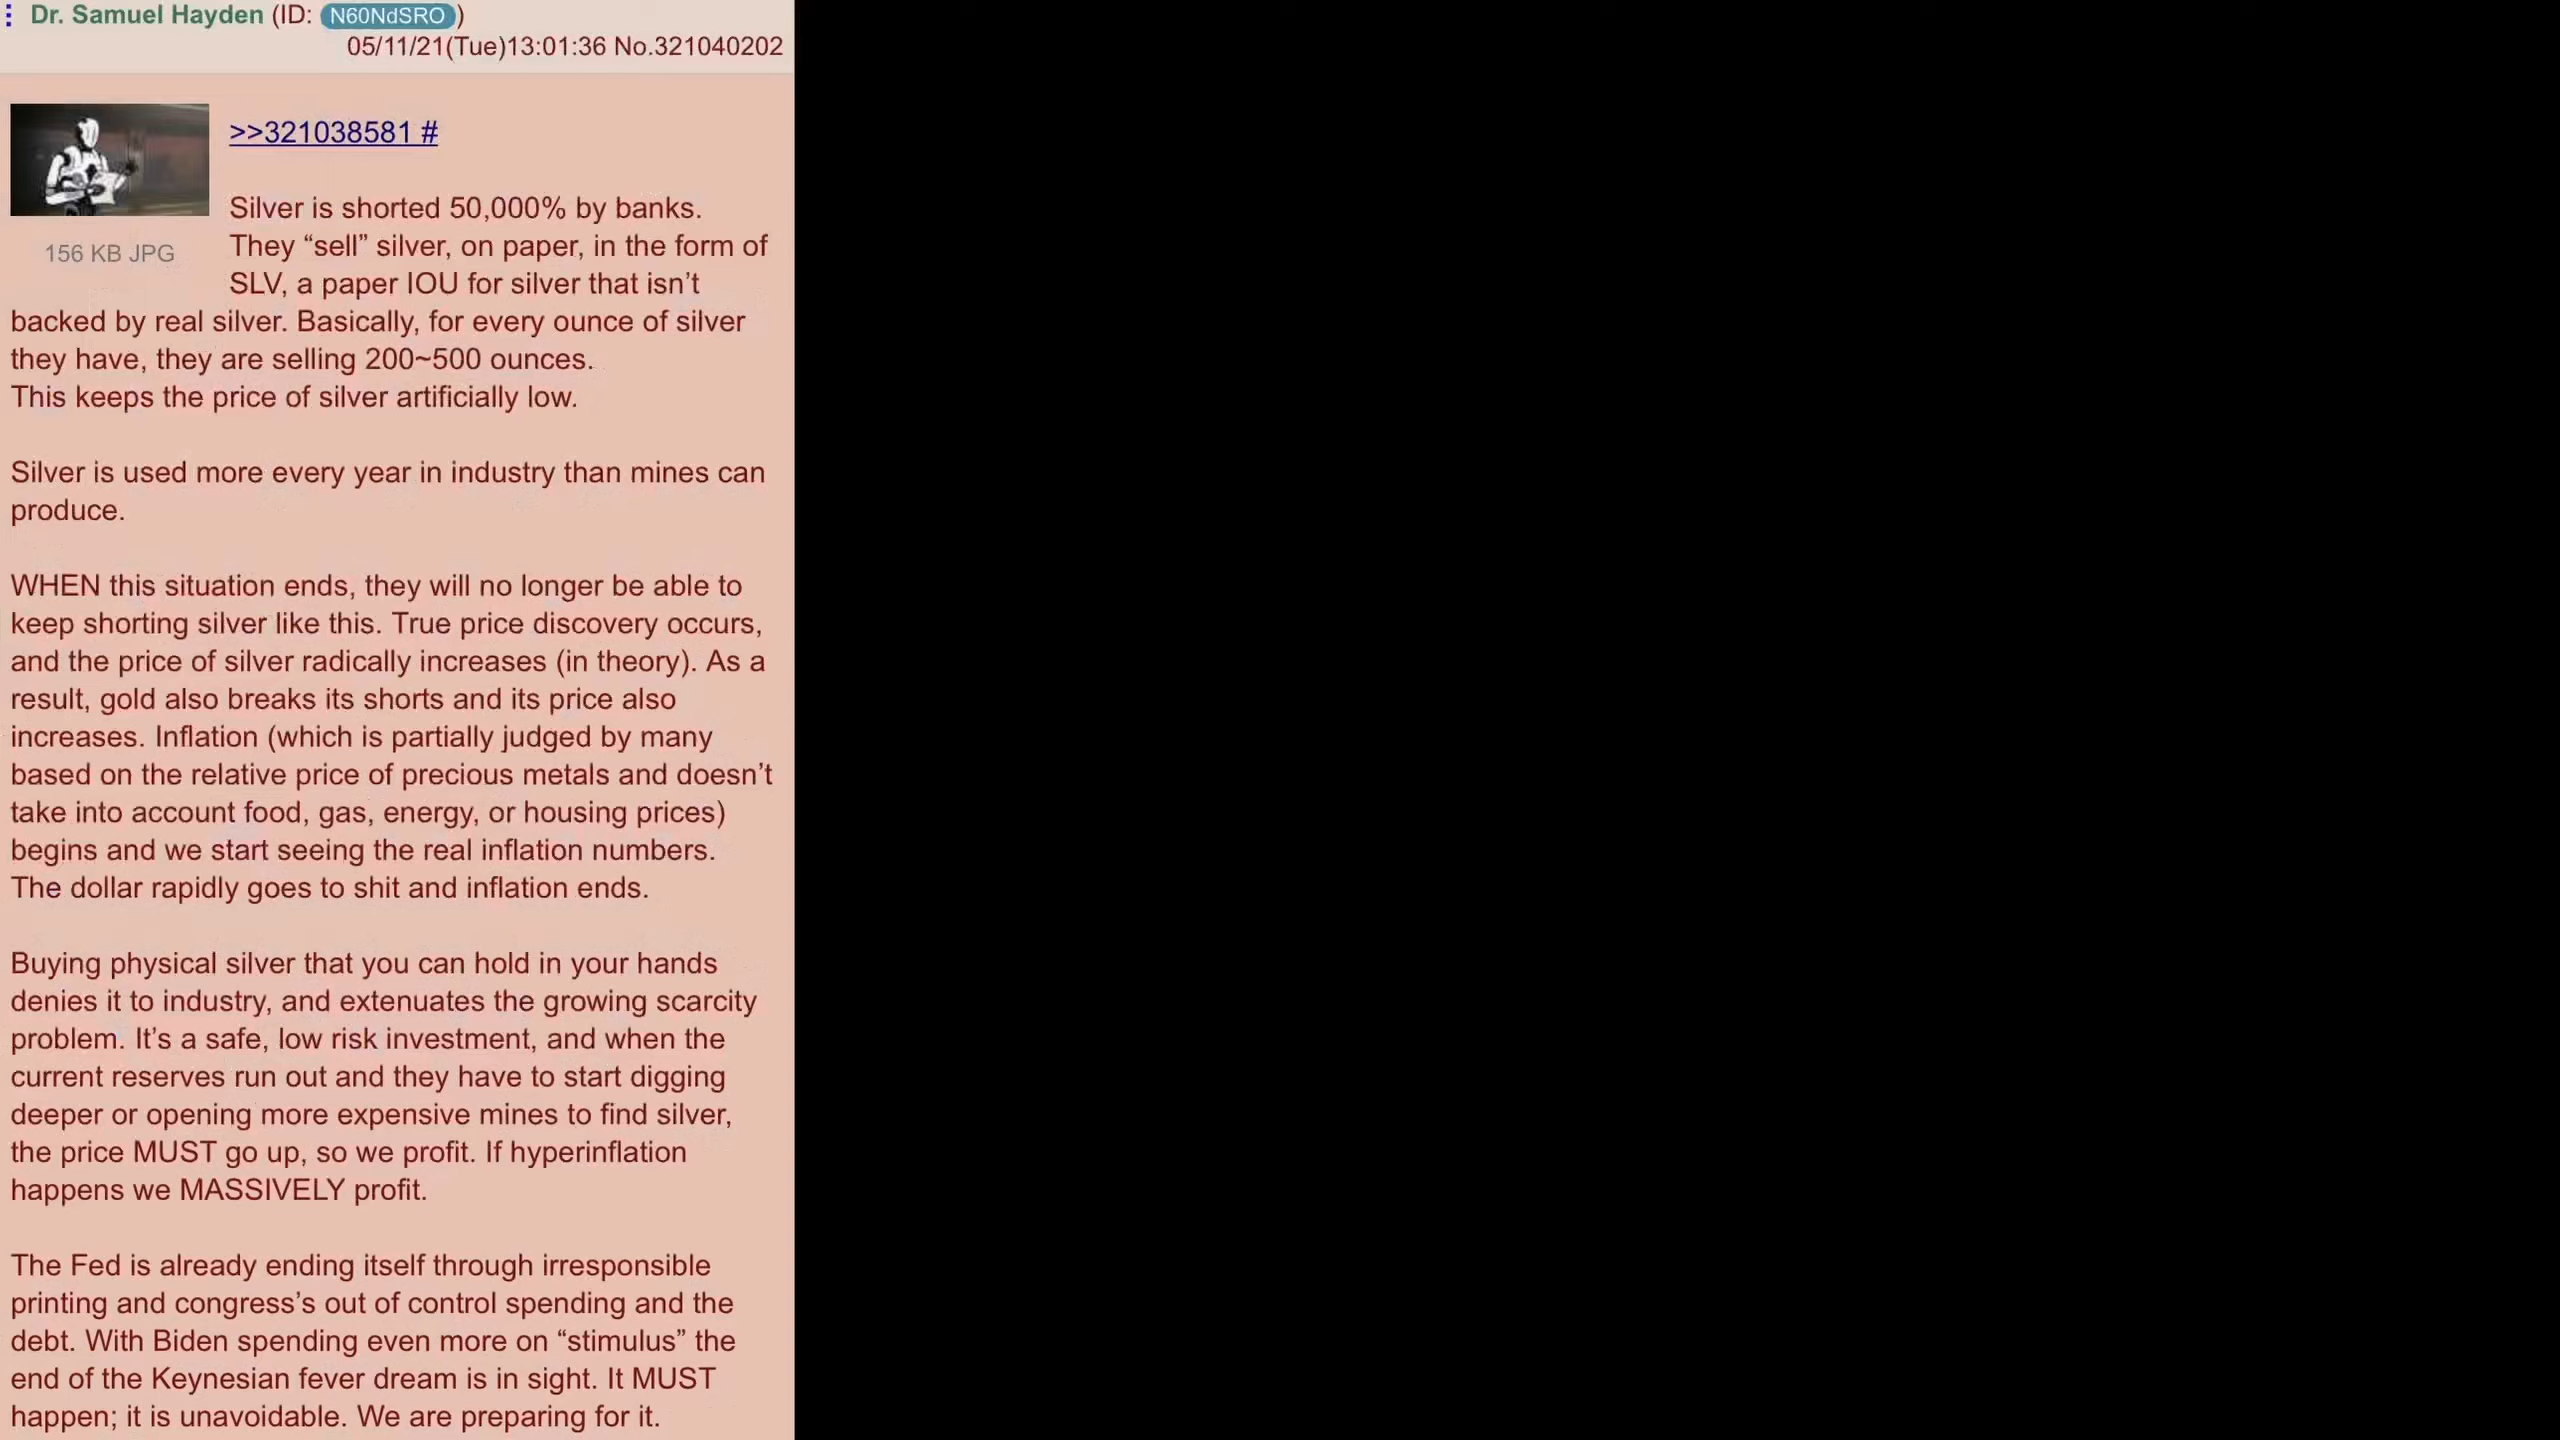 Dr. Samuel Hayden (ID: N60NdSRO)
05/11/21(Tue)13:01:36 No.321040202
>>321038581 #
156 KB JPG
Silver is shorted 50,000% by banks.
They “sell” silver, on paper, in the form of
SLV, a paper IOU for silver that isn’t
backed by real silver. Basically, for every ounce of silver
they have, they are selling 200~500 ounces.
This keeps the price of silver artificially low.
Silver is used more every year in industry than mines can
produce.
WHEN this situation ends, they will no longer be able to
keep shorting silver like this. True price discovery occurs,
and the price of silver radically increases (in theory). As a
result, gold also breaks its shorts and its price also
increases. Inflation (which is partially judged by many
based on the relative price of precious metals and doesn’t
take into account food, gas, energy, or housing prices)
begins and we start seeing the real inflation numbers.
The dollar rapidly goes to shit and inflation ends.
Buying physical silver that you can hold in your hands
denies it to industry, and extenuates the growing scarcity
problem. It’s a safe, low risk investment, and when the
current reserves run out and they have to start digging
deeper or opening more expensive mines to find silver,
the price MUST go up, so we profit. If hyperinflation
happens we MASSIVELY profit.
The Fed is already ending itself through irresponsible
printing and congress’s out of control spending and the
debt. With Biden spending even more on “stimulus” the
end of the Keynesian fever dream is in sight. It MUST
happen; it is unavoidable. We are preparing for it.